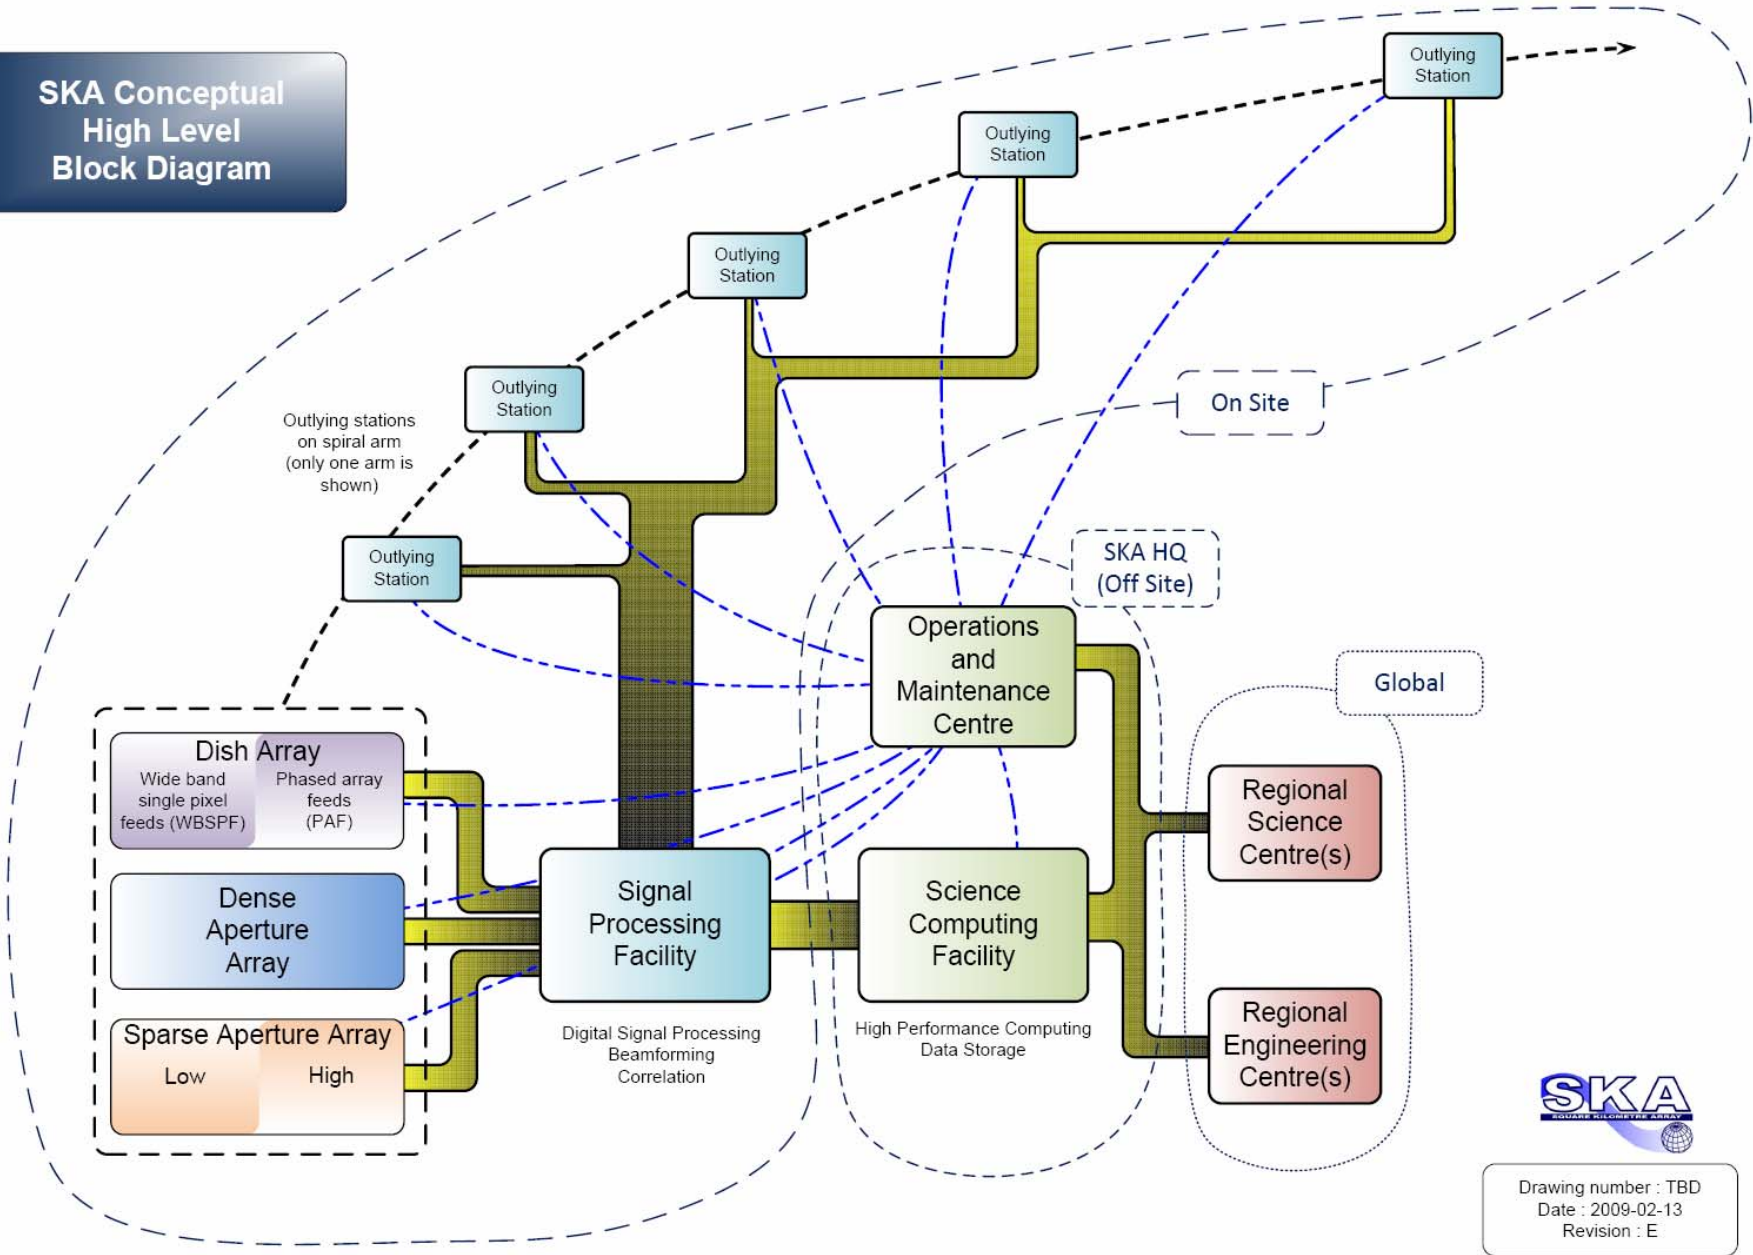 SKA Conceptual
High Level
Block Diagram
Outlying
Station
Outlying
Station
Outlying
Station
Outlying
Station
Outlying stations
on spiral arm
(only one arm is
shown)
On Site
Outlying
Station
SKA HQ
(Off Site)
Operations
and
Maintenance
Centre
Global
Dish Array
Wide band
single pixel
feeds (WBSPF)
Phased array
feeds
(PAF)
Regional
Science
Centre(s)
Dense
Aperture
Array
Signal
Processing
Facility
Science
Computing
Facility
Sparse Aperture Array
Low
High
Digital Signal Processing
Beamforming
Correlation
High Performance Computing
Data Storage
Regional
Engineering
Centre(s)
SKA
SQUARE KILOMETRE ARRAY
Drawing number : TBD
Date : 2009-02-13
Revision : E